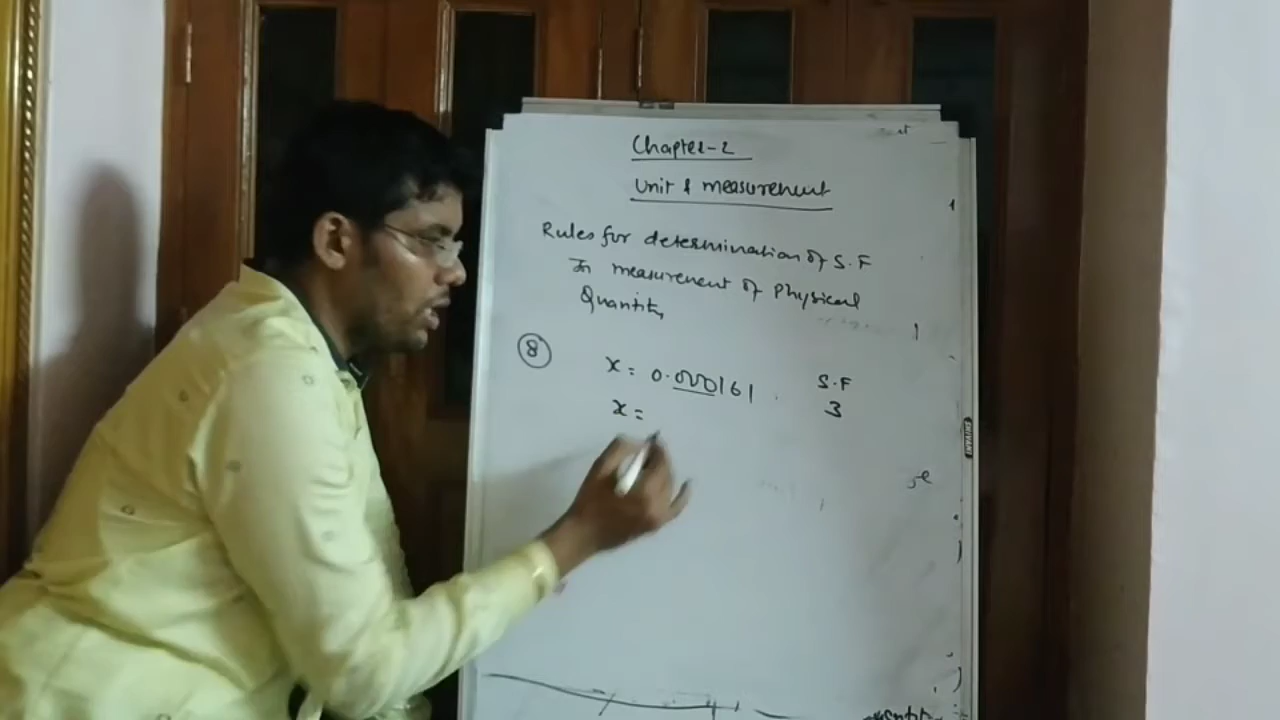 Chapter-2
Unit & measurement
Rules for determination of S.F
In measurement of Physical
Quantity
8
x = 0.000161 S.F
x = 3